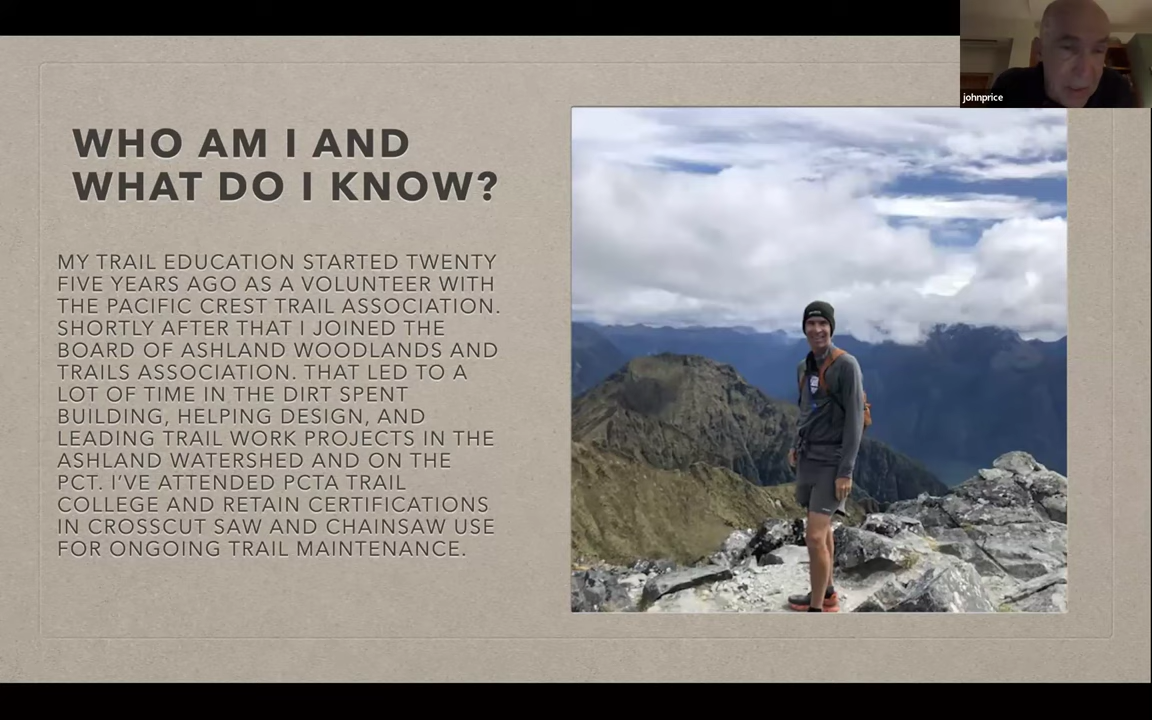 johnprice
WHO AM I AND
WHAT DO I KNOW?
MY TRAIL EDUCATION STARTED TWENTY
FIVE YEARS AGO AS A VOLUNTEER WITH
THE PACIFIC CREST TRAIL ASSOCIATION.
SHORTLY AFTER THAT I JOINED THE
BOARD OF ASHLAND WOODLANDS AND
TRAILS ASSOCIATION. THAT LED TO A
LOT OF TIME IN THE DIRT SPENT
BUILDING, HELPING DESIGN, AND
LEADING TRAIL WORK PROJECTS IN THE
ASHLAND WATERSHED AND ON THE
PCT. I’VE ATTENDED PCTA TRAIL
COLLEGE AND RETAIN CERTIFICATIONS
IN CROSSCUT SAW AND CHAINSAW USE
FOR ONGOING TRAIL MAINTENANCE.